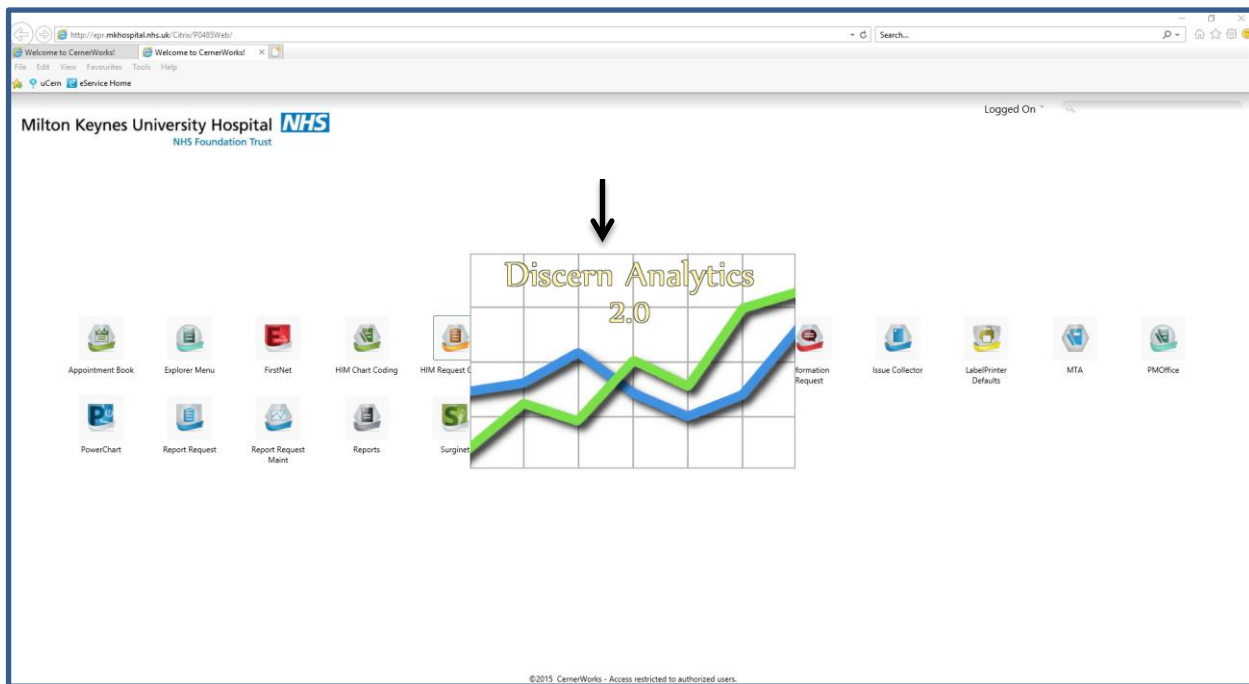 http://epr.mkhospital.nhs.uk/Citrix/P0485Web/
Search...
Welcome to CernerWorks!
Welcome to CernerWorks!
File Edit View Favourites Tools Help
uCern eService Home
Logged On
Milton Keynes University Hospital NHS
NHS Foundation Trust
Discern Analytics
2.0
Appointment Book
Explorer Menu
FirstNet
HIM Chart Coding
HIM Request
Request
Issue Collector
LabelPrinter
Defaults
MTA
PMOffice
PowerChart
Report Request
Report Request
Maint
Reports
Surginet
©2015 CernerWorks - Access restricted to authorized users.